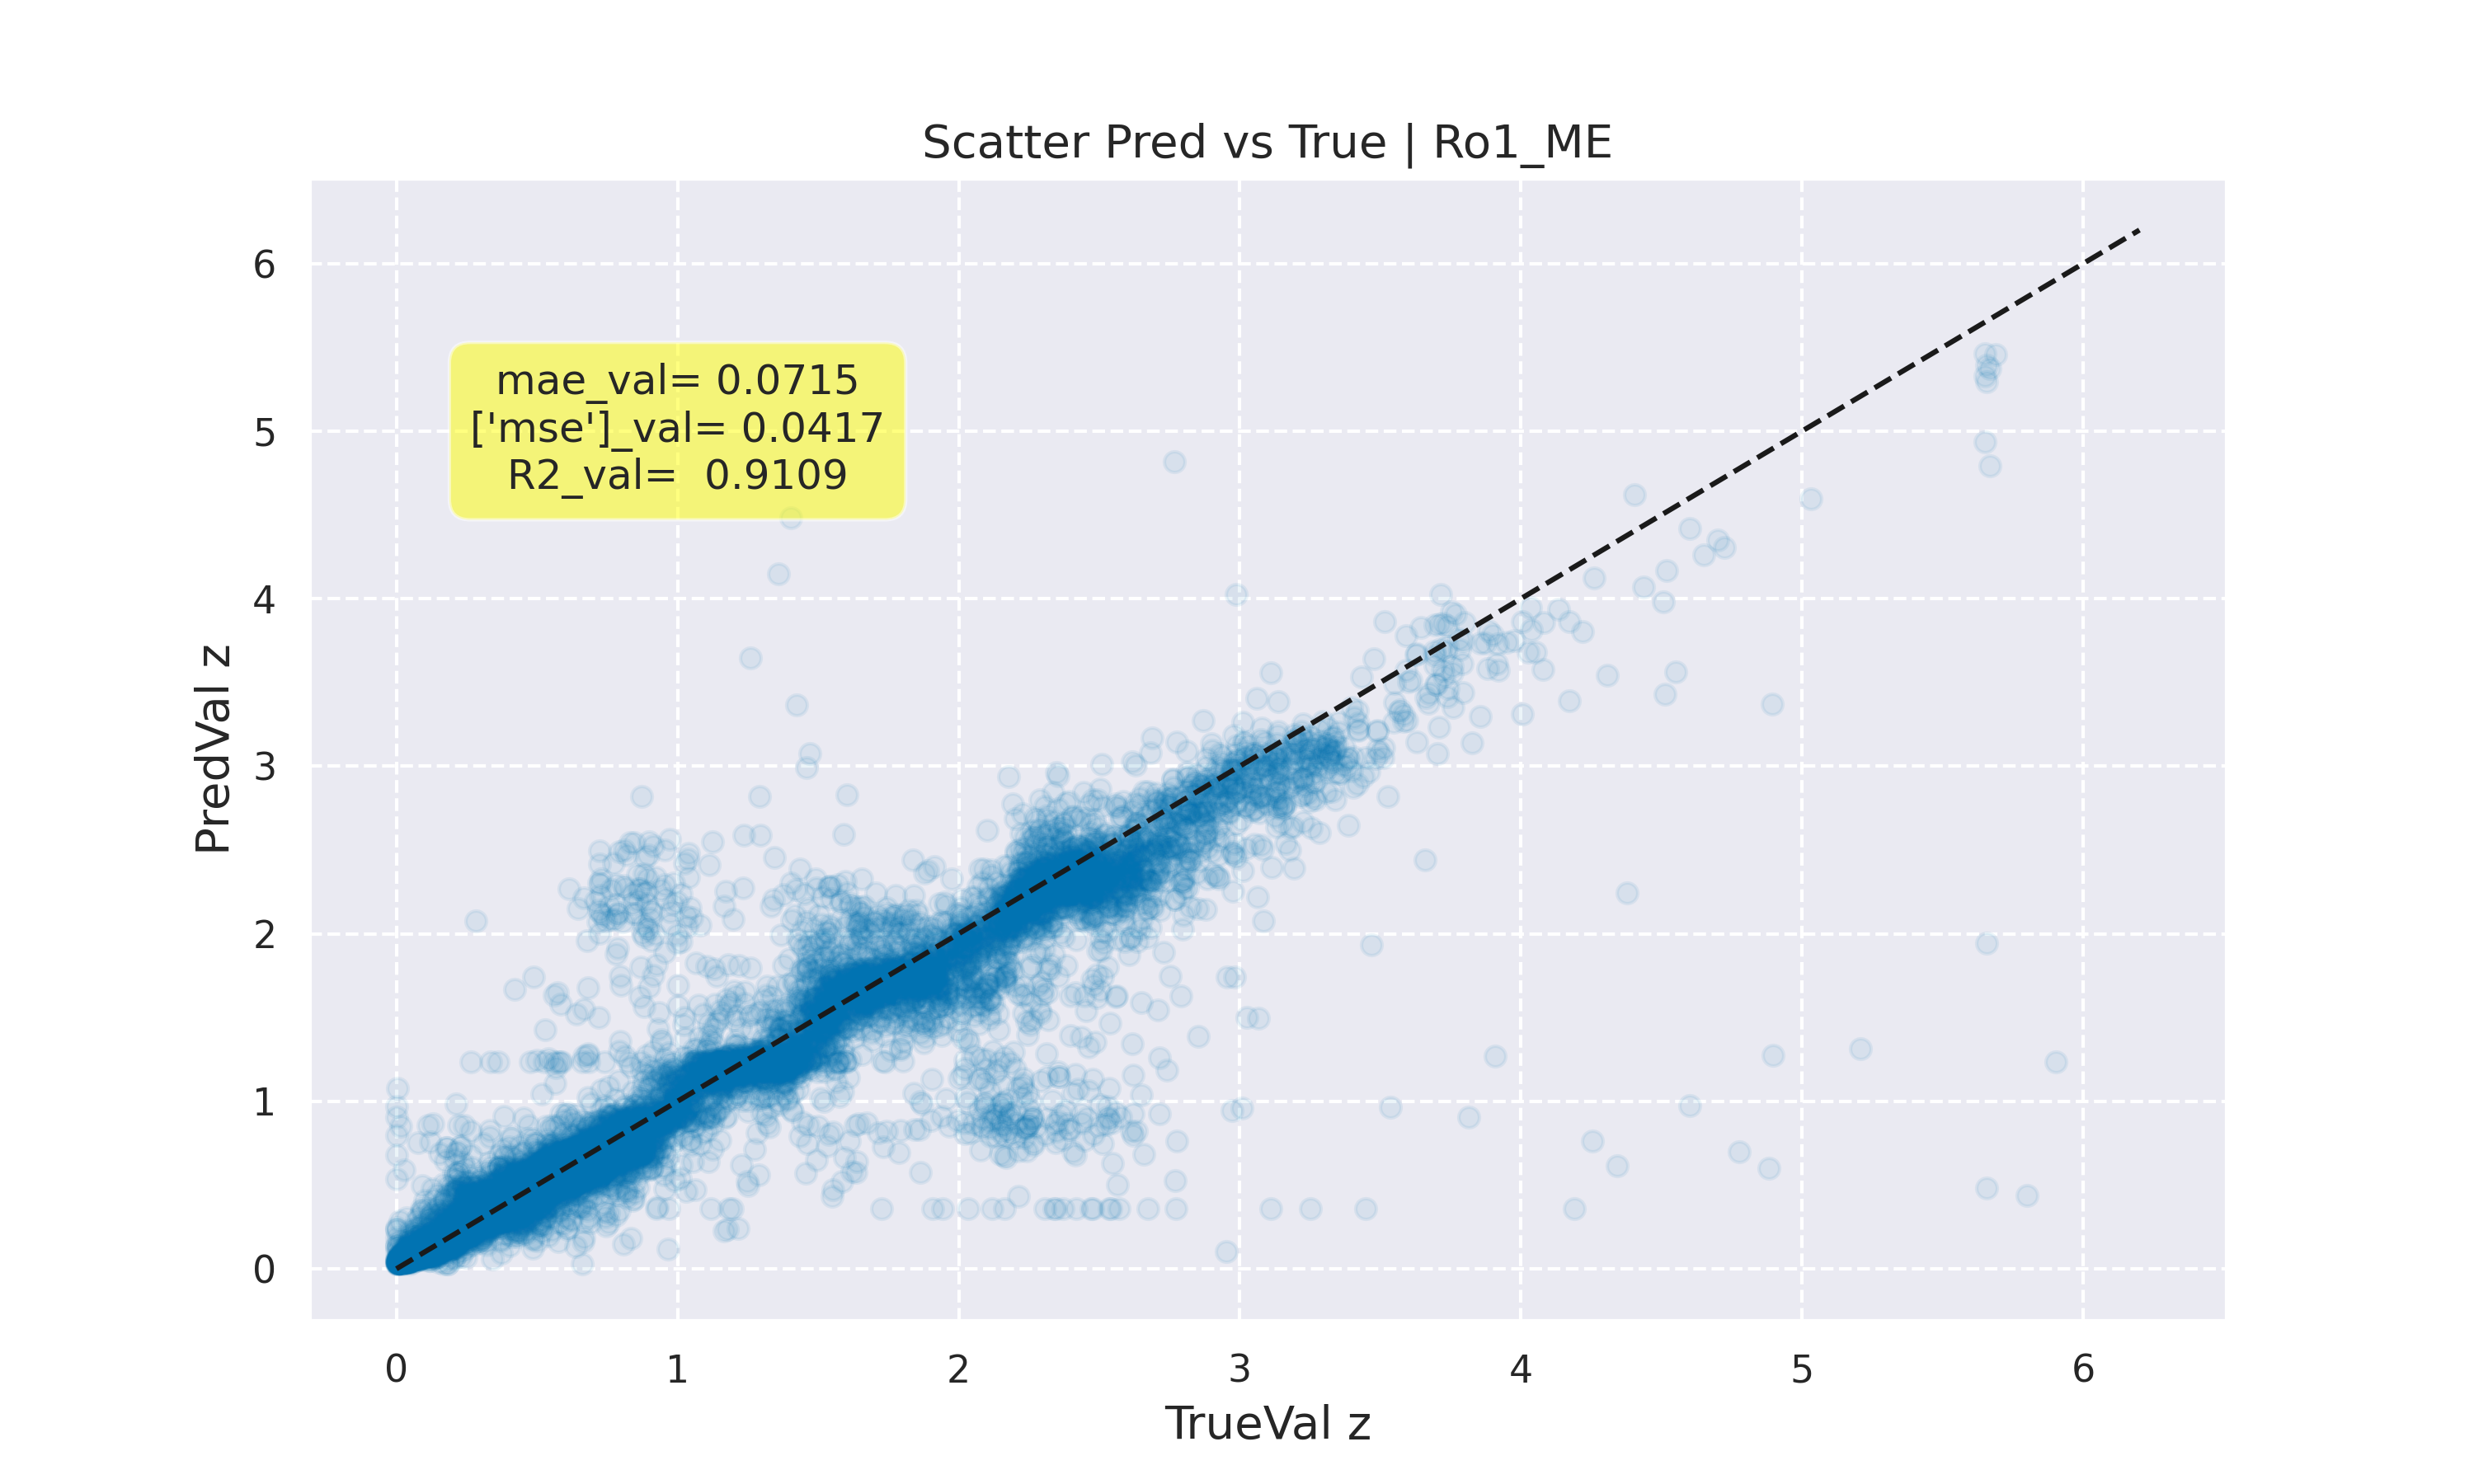 Scatter Pred vs True | Ro1_ME
mae_val= 0.0715
['mse']_val= 0.0417
R2_val=  0.9109
PredVal z
6
5
4
3
2
1
0
0 1 2 3 4 5 6
TrueVal z